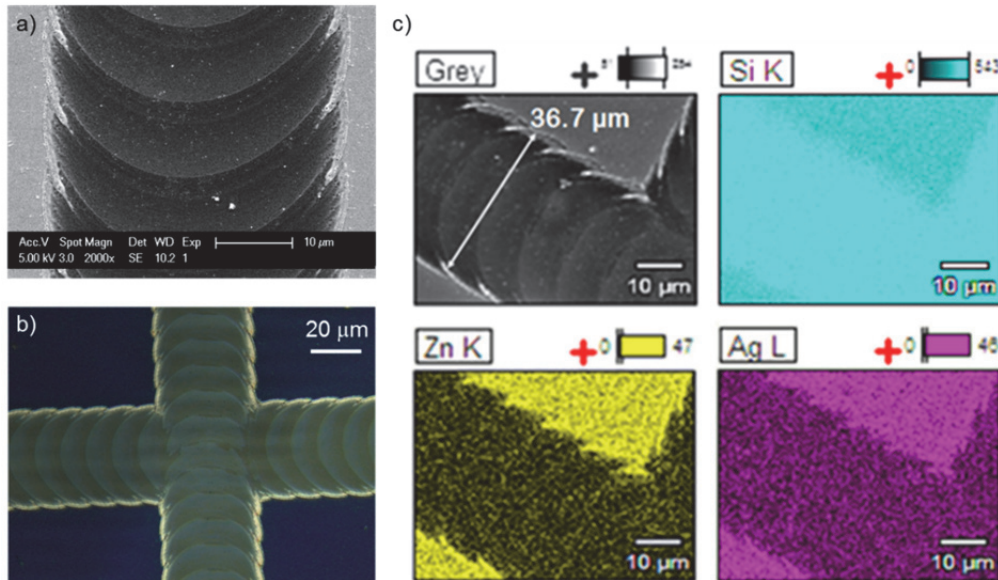 a)
Acc.V Spot Magn Det WD Exp
5.00 kV 3.0 2000x SE 10.2 1
10 µm
b)
20 µm
c)
Grey
36.7 µm
10 µm
Si K
0 543
10 µm
Zn K
0 47
10 µm
Ag L
0 46
10 µm